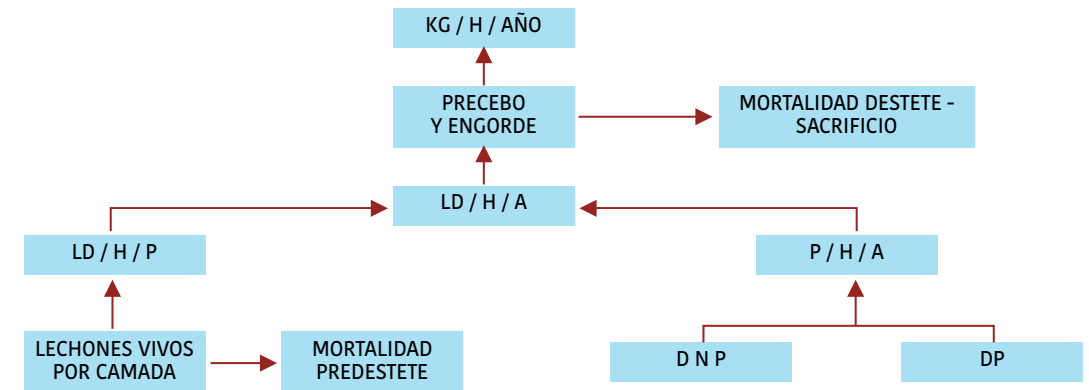 KG / H / AÑO
PRECEBO
Y ENGORDE
MORTALIDAD DESTETE -
SACRIFICIO
LD / H / A
LD / H / P
P / H / A
LECHONES VIVOS
POR CAMADA
MORTALIDAD
PREDESTETE
D N P
DP